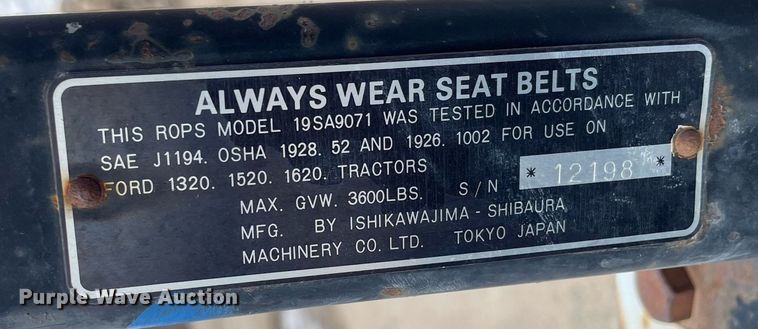 ALWAYS WEAR SEAT BELTS
THIS ROPS MODEL 19SA9071 WAS TESTED IN ACCORDANCE WITH
SAE J1194. OSHA 1928. 52 AND 1926. 1002 FOR USE ON
FORD 1320. 1520. 1620. TRACTORS
MAX. GVW. 3600LBS. S / N * 12198 *
MFG. BY ISHIKAWAJIMA - SHIBAURA
MACHINERY CO. LTD. TOKYO JAPAN
Purple Wave Auction